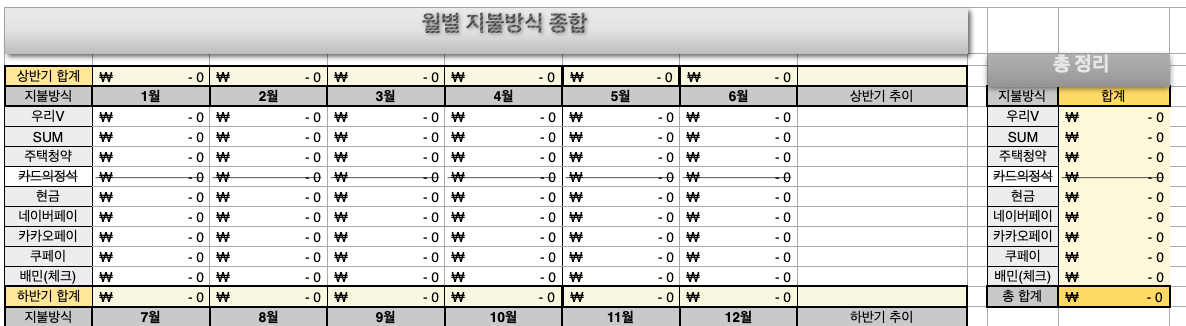 월별 지불방식 종합
총 정리
상반기 합계 ₩ - 0 ₩ - 0 ₩ - 0 ₩ - 0 ₩ - 0 ₩ - 0
지불방식 1월 2월 3월 4월 5월 6월 상반기 추이 지불방식 합계
우리V ₩ - 0 ₩ - 0 ₩ - 0 ₩ - 0 ₩ - 0 ₩ - 0 우리V ₩ - 0
SUM ₩ - 0 ₩ - 0 ₩ - 0 ₩ - 0 ₩ - 0 ₩ - 0 SUM ₩ - 0
주택청약 ₩ - 0 ₩ - 0 ₩ - 0 ₩ - 0 ₩ - 0 ₩ - 0 주택청약 ₩ - 0
카드의정석 ₩ - 0 ₩ - 0 ₩ - 0 ₩ - 0 ₩ - 0 ₩ - 0 카드의정석 ₩ - 0
현금 ₩ - 0 ₩ - 0 ₩ - 0 ₩ - 0 ₩ - 0 ₩ - 0 현금 ₩ - 0
네이버페이 ₩ - 0 ₩ - 0 ₩ - 0 ₩ - 0 ₩ - 0 ₩ - 0 네이버페이 ₩ - 0
카카오페이 ₩ - 0 ₩ - 0 ₩ - 0 ₩ - 0 ₩ - 0 ₩ - 0 카카오페이 ₩ - 0
쿠페이 ₩ - 0 ₩ - 0 ₩ - 0 ₩ - 0 ₩ - 0 ₩ - 0 쿠페이 ₩ - 0
배민(체크) ₩ - 0 ₩ - 0 ₩ - 0 ₩ - 0 ₩ - 0 ₩ - 0 배민(체크) ₩ - 0
하반기 합계 ₩ - 0 ₩ - 0 ₩ - 0 ₩ - 0 ₩ - 0 ₩ - 0 총 합계 ₩ - 0
지불방식 7월 8월 9월 10월 11월 12월 하반기 추이